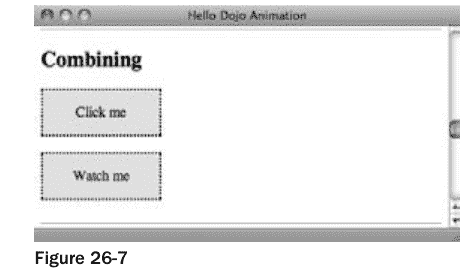 Hello Dojo Animation
Combining
Click me
Watch me
Figure 26-7